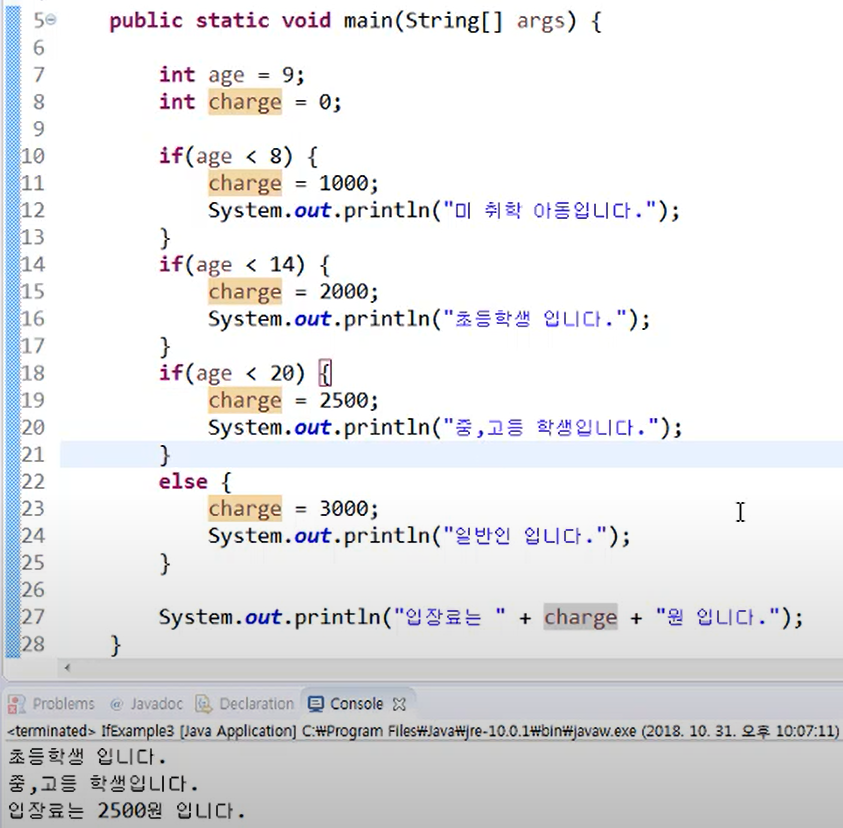 5 public static void main(String[] args) {
6
7 int age = 9;
8 int charge = 0;
9
10 if(age < 8) {
11 charge = 1000;
12 System.out.println("미 취학 아동입니다.");
13 }
14 if(age < 14) {
15 charge = 2000;
16 System.out.println("초등학생 입니다.");
17 }
18 if(age < 20) {
19 charge = 2500;
20 System.out.println("중,고등 학생입니다.");
21 }
22 else {
23 charge = 3000;
24 System.out.println("일반인 입니다.");
25 }
26
27 System.out.println("입장료는 " + charge + "원 입니다.");
28 }
Problems @ Javadoc Declaration Console
<terminated> IfExample3 [Java Application] C:₩Program Files₩Java₩jre-10.0.1₩bin₩javaw.exe (2018. 10. 31. 오후 10:07:11)
초등학생 입니다.
중,고등 학생입니다.
입장료는 2500원 입니다.